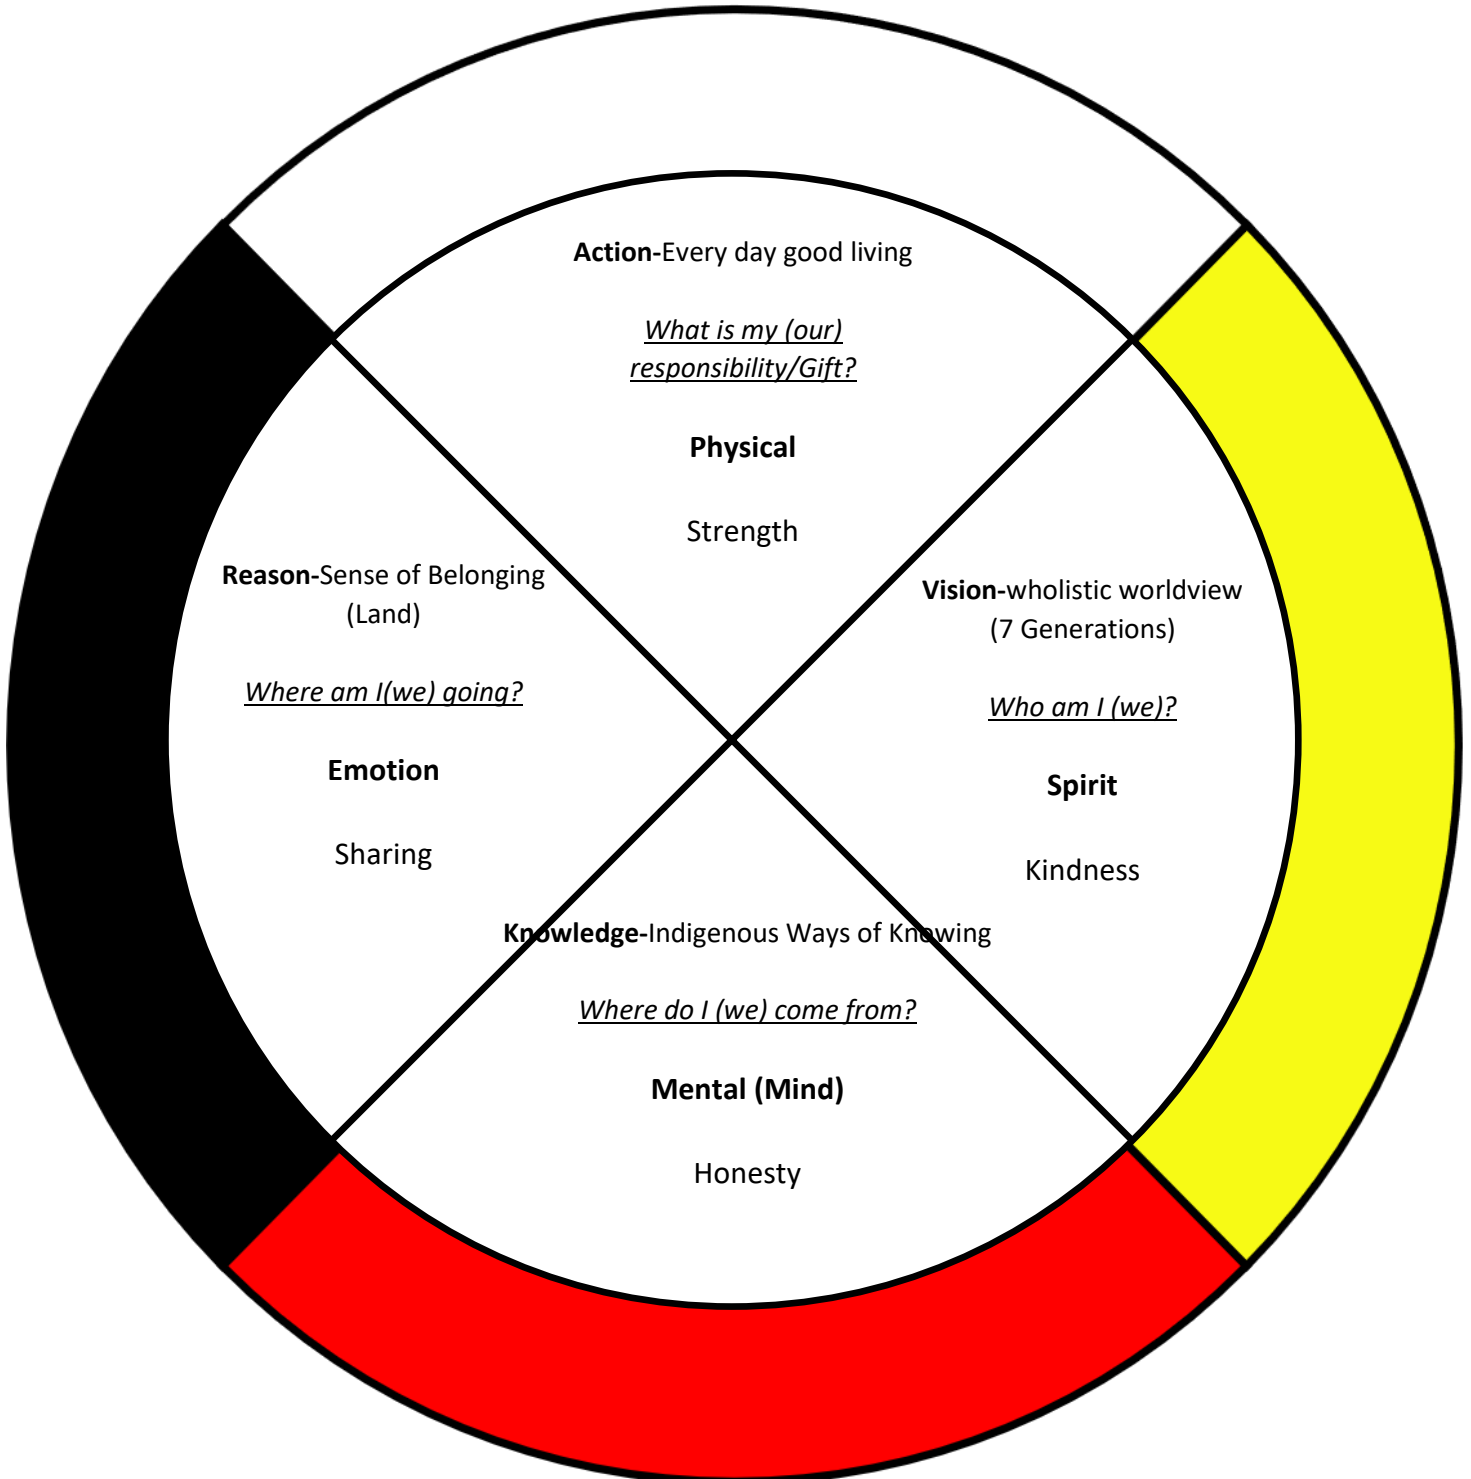 Action-Every day good living
What is my (our)
responsibility/Gift?
Physical
Strength
Reason-Sense of Belonging
(Land)
Where am I(we) going?
Emotion
Sharing
Vision-wholistic worldview
(7 Generations)
Who am I (we)?
Spirit
Kindness
Knowledge-Indigenous Ways of Knowing
Where do I (we) come from?
Mental (Mind)
Honesty